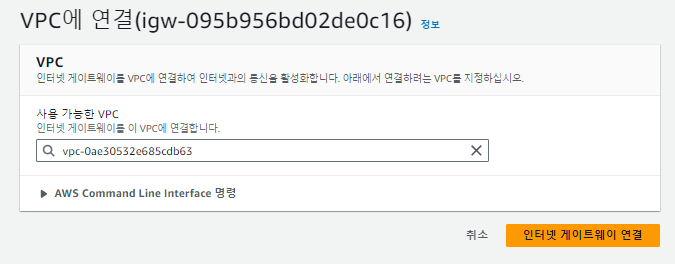 VPC에 연결(igw-095b956bd02de0c16) 정보
VPC
인터넷 게이트웨이를 VPC에 연결하여 인터넷과의 통신을 활성화합니다. 아래에서 연결하려는 VPC를 지정하십시오.
사용 가능한 VPC
인터넷 게이트웨이를 이 VPC에 연결합니다.
vpc-0ae30532e685cdb63
AWS Command Line Interface 명령
취소 인터넷 게이트웨이 연결